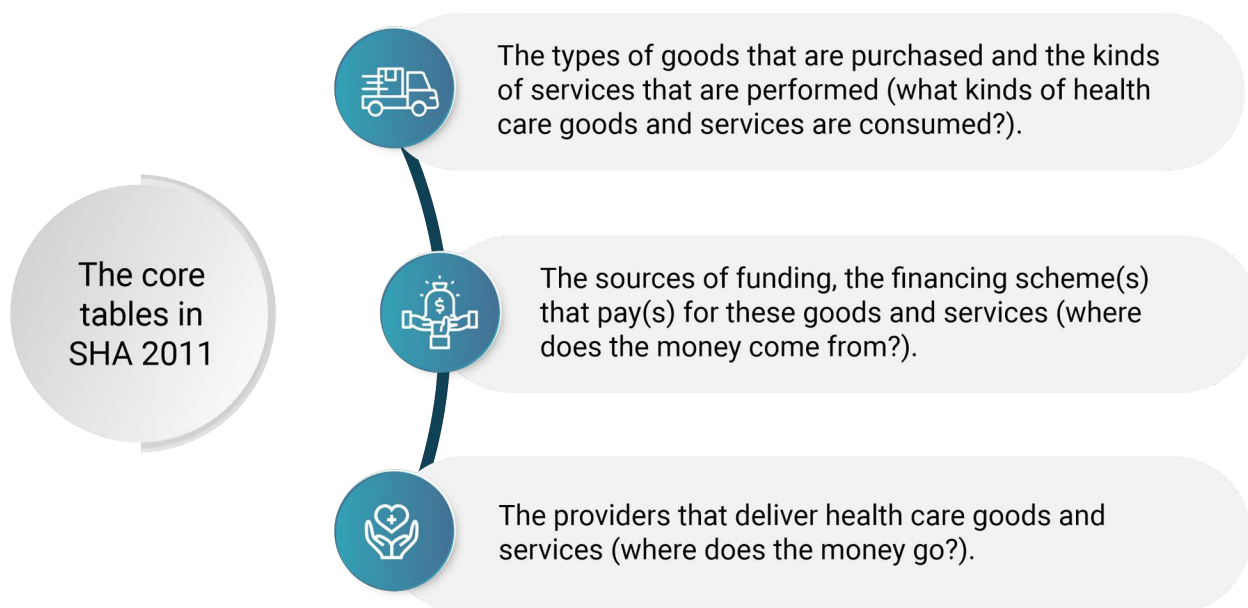 The core
tables in
SHA 2011
The types of goods that are purchased and the kinds
of services that are performed (what kinds of health
care goods and services are consumed?).
The sources of funding, the financing scheme(s)
that pay(s) for these goods and services (where
does the money come from?).
The providers that deliver health care goods and
services (where does the money go?).
$